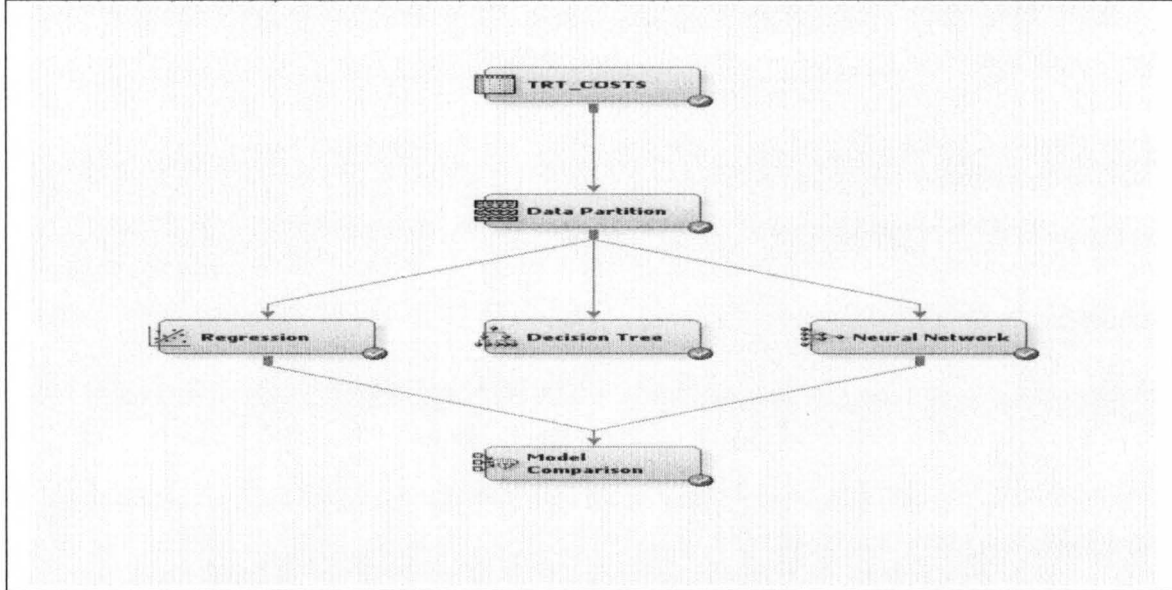 TRT_COSTS
Data Partition
Regression
Decision Tree
Neural Network
Model
Comparison